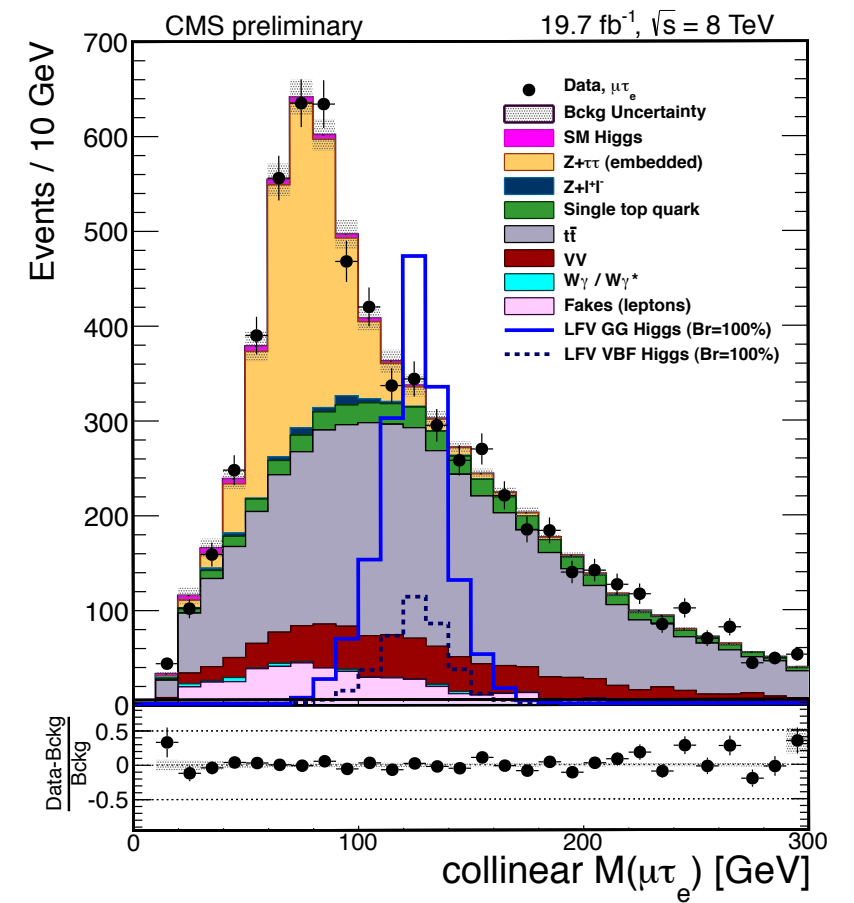 CMS preliminary
19.7 fb⁻¹, √s = 8 TeV
Events / 10 GeV
700
600
500
400
300
200
100
0
Data, μτₑ
Bckg Uncertainty
SM Higgs
Z+ττ (embedded)
Z+l⁺l⁻
Single top quark
tt̄
VV
Wγ / Wγ*
Fakes (leptons)
LFV GG Higgs (Br=100%)
LFV VBF Higgs (Br=100%)
Data-Bckg
Bckg
0
0.5
0
-0.5
0 100 200 300
collinear M(μτₑ) [GeV]